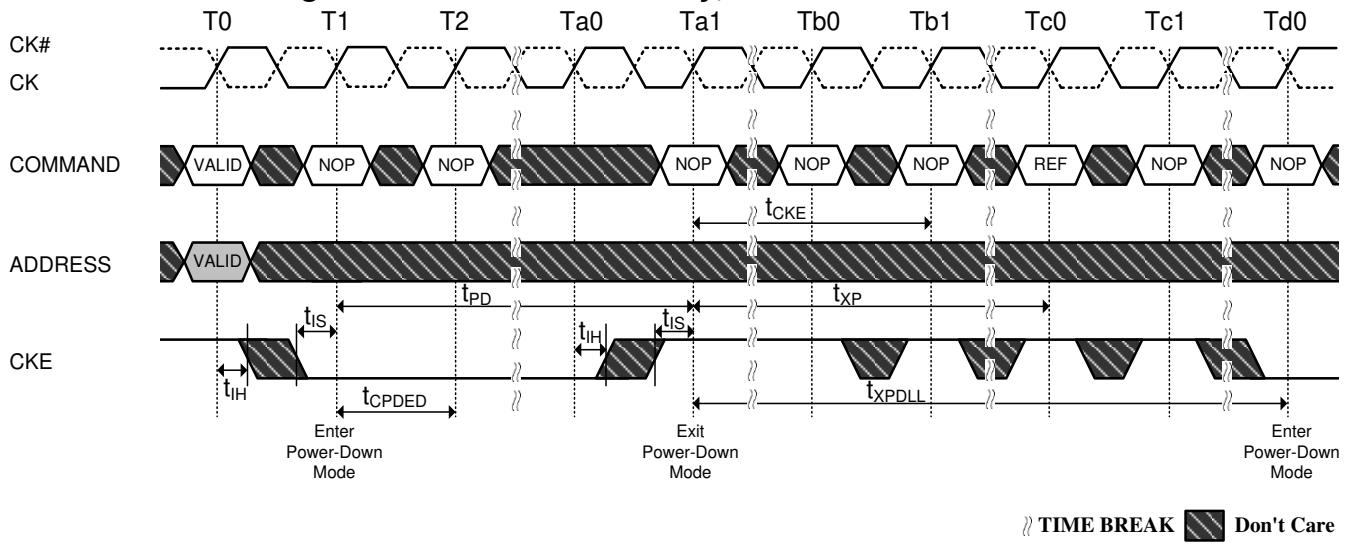 T0 T1 T2 Ta0 Ta1 Tb0 Tb1 Tc0 Tc1 Td0
CK#
CK
COMMAND VALID NOP NOP NOP NOP NOP REF NOP NOP
tCKE
ADDRESS VALID
tPD tXP
tIS tIH tIS
CKE
tIH tCPDED tXPDLL
Enter Power-Down Mode
Exit Power-Down Mode
Enter Power-Down Mode
TIME BREAK Don't Care